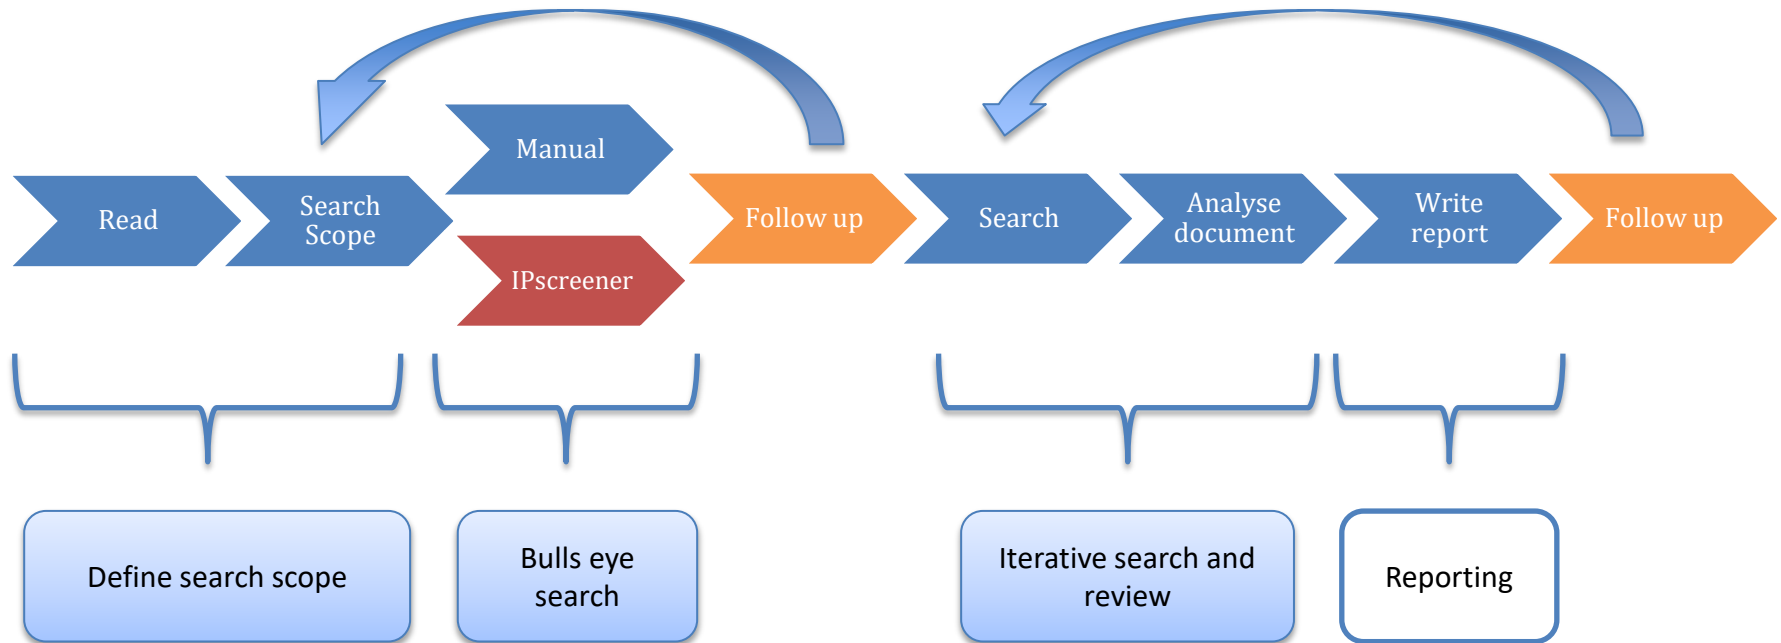 Read
Search
Scope
Manual
IPscreener
Follow up
Search
Analyse
document
Write
report
Follow up
Define search scope
Bulls eye
search
Iterative search and
review
Reporting